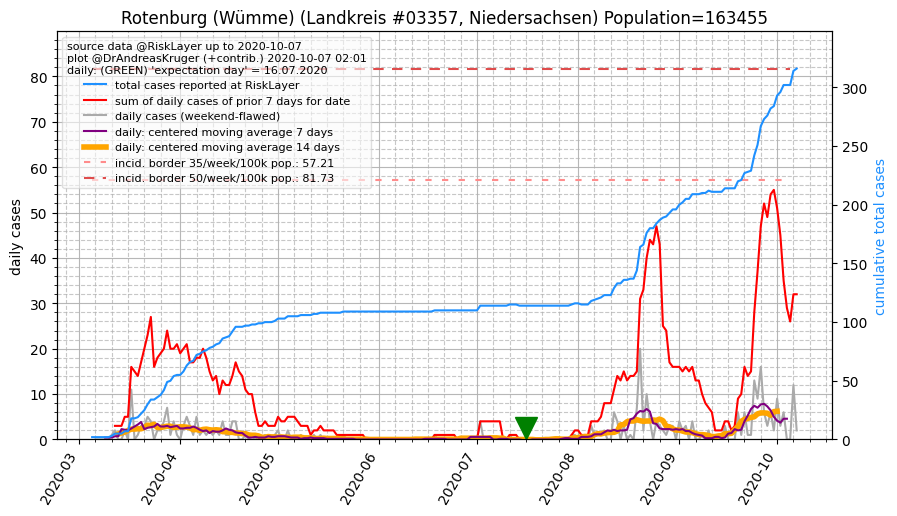 Rotenburg (Wümme) (Landkreis #03357, Niedersachsen) Population=163455
source data @RiskLayer up to 2020-10-07
plot @DrAndreasKruger (+contrib.) 2020-10-07 02:01
daily: (GREEN) 'expectation day' = 16.07.2020
total cases reported at RiskLayer
sum of daily cases of prior 7 days for date
daily cases (weekend-flawed)
daily: centered moving average 7 days
daily: centered moving average 14 days
incid. border 35/week/100k pop.: 57.21
incid. border 50/week/100k pop.: 81.73
daily cases
80
70
60
50
40
30
20
10
0
cumulative total cases
300
250
200
150
100
50
0
2020-03
2020-04
2020-05
2020-06
2020-07
2020-08
2020-09
2020-10